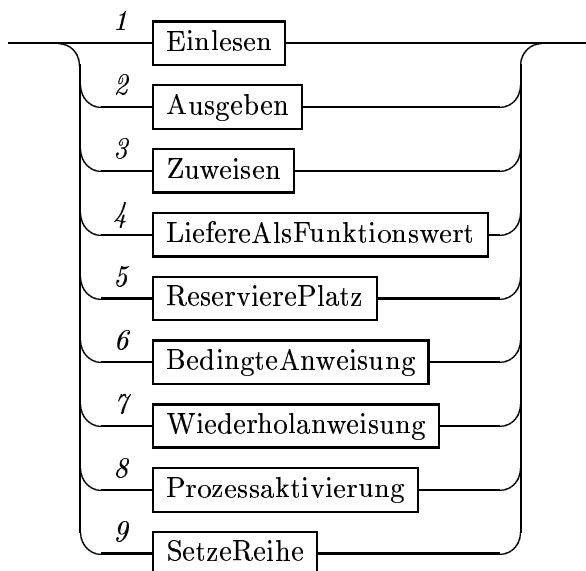 1 Einlesen
2 Ausgeben
3 Zuweisen
4 LiefereAlsFunktionswert
5 ReservierePlatz
6 BedingteAnweisung
7 Wiederholanweisung
8 Prozessaktivierung
9 SetzeReihe